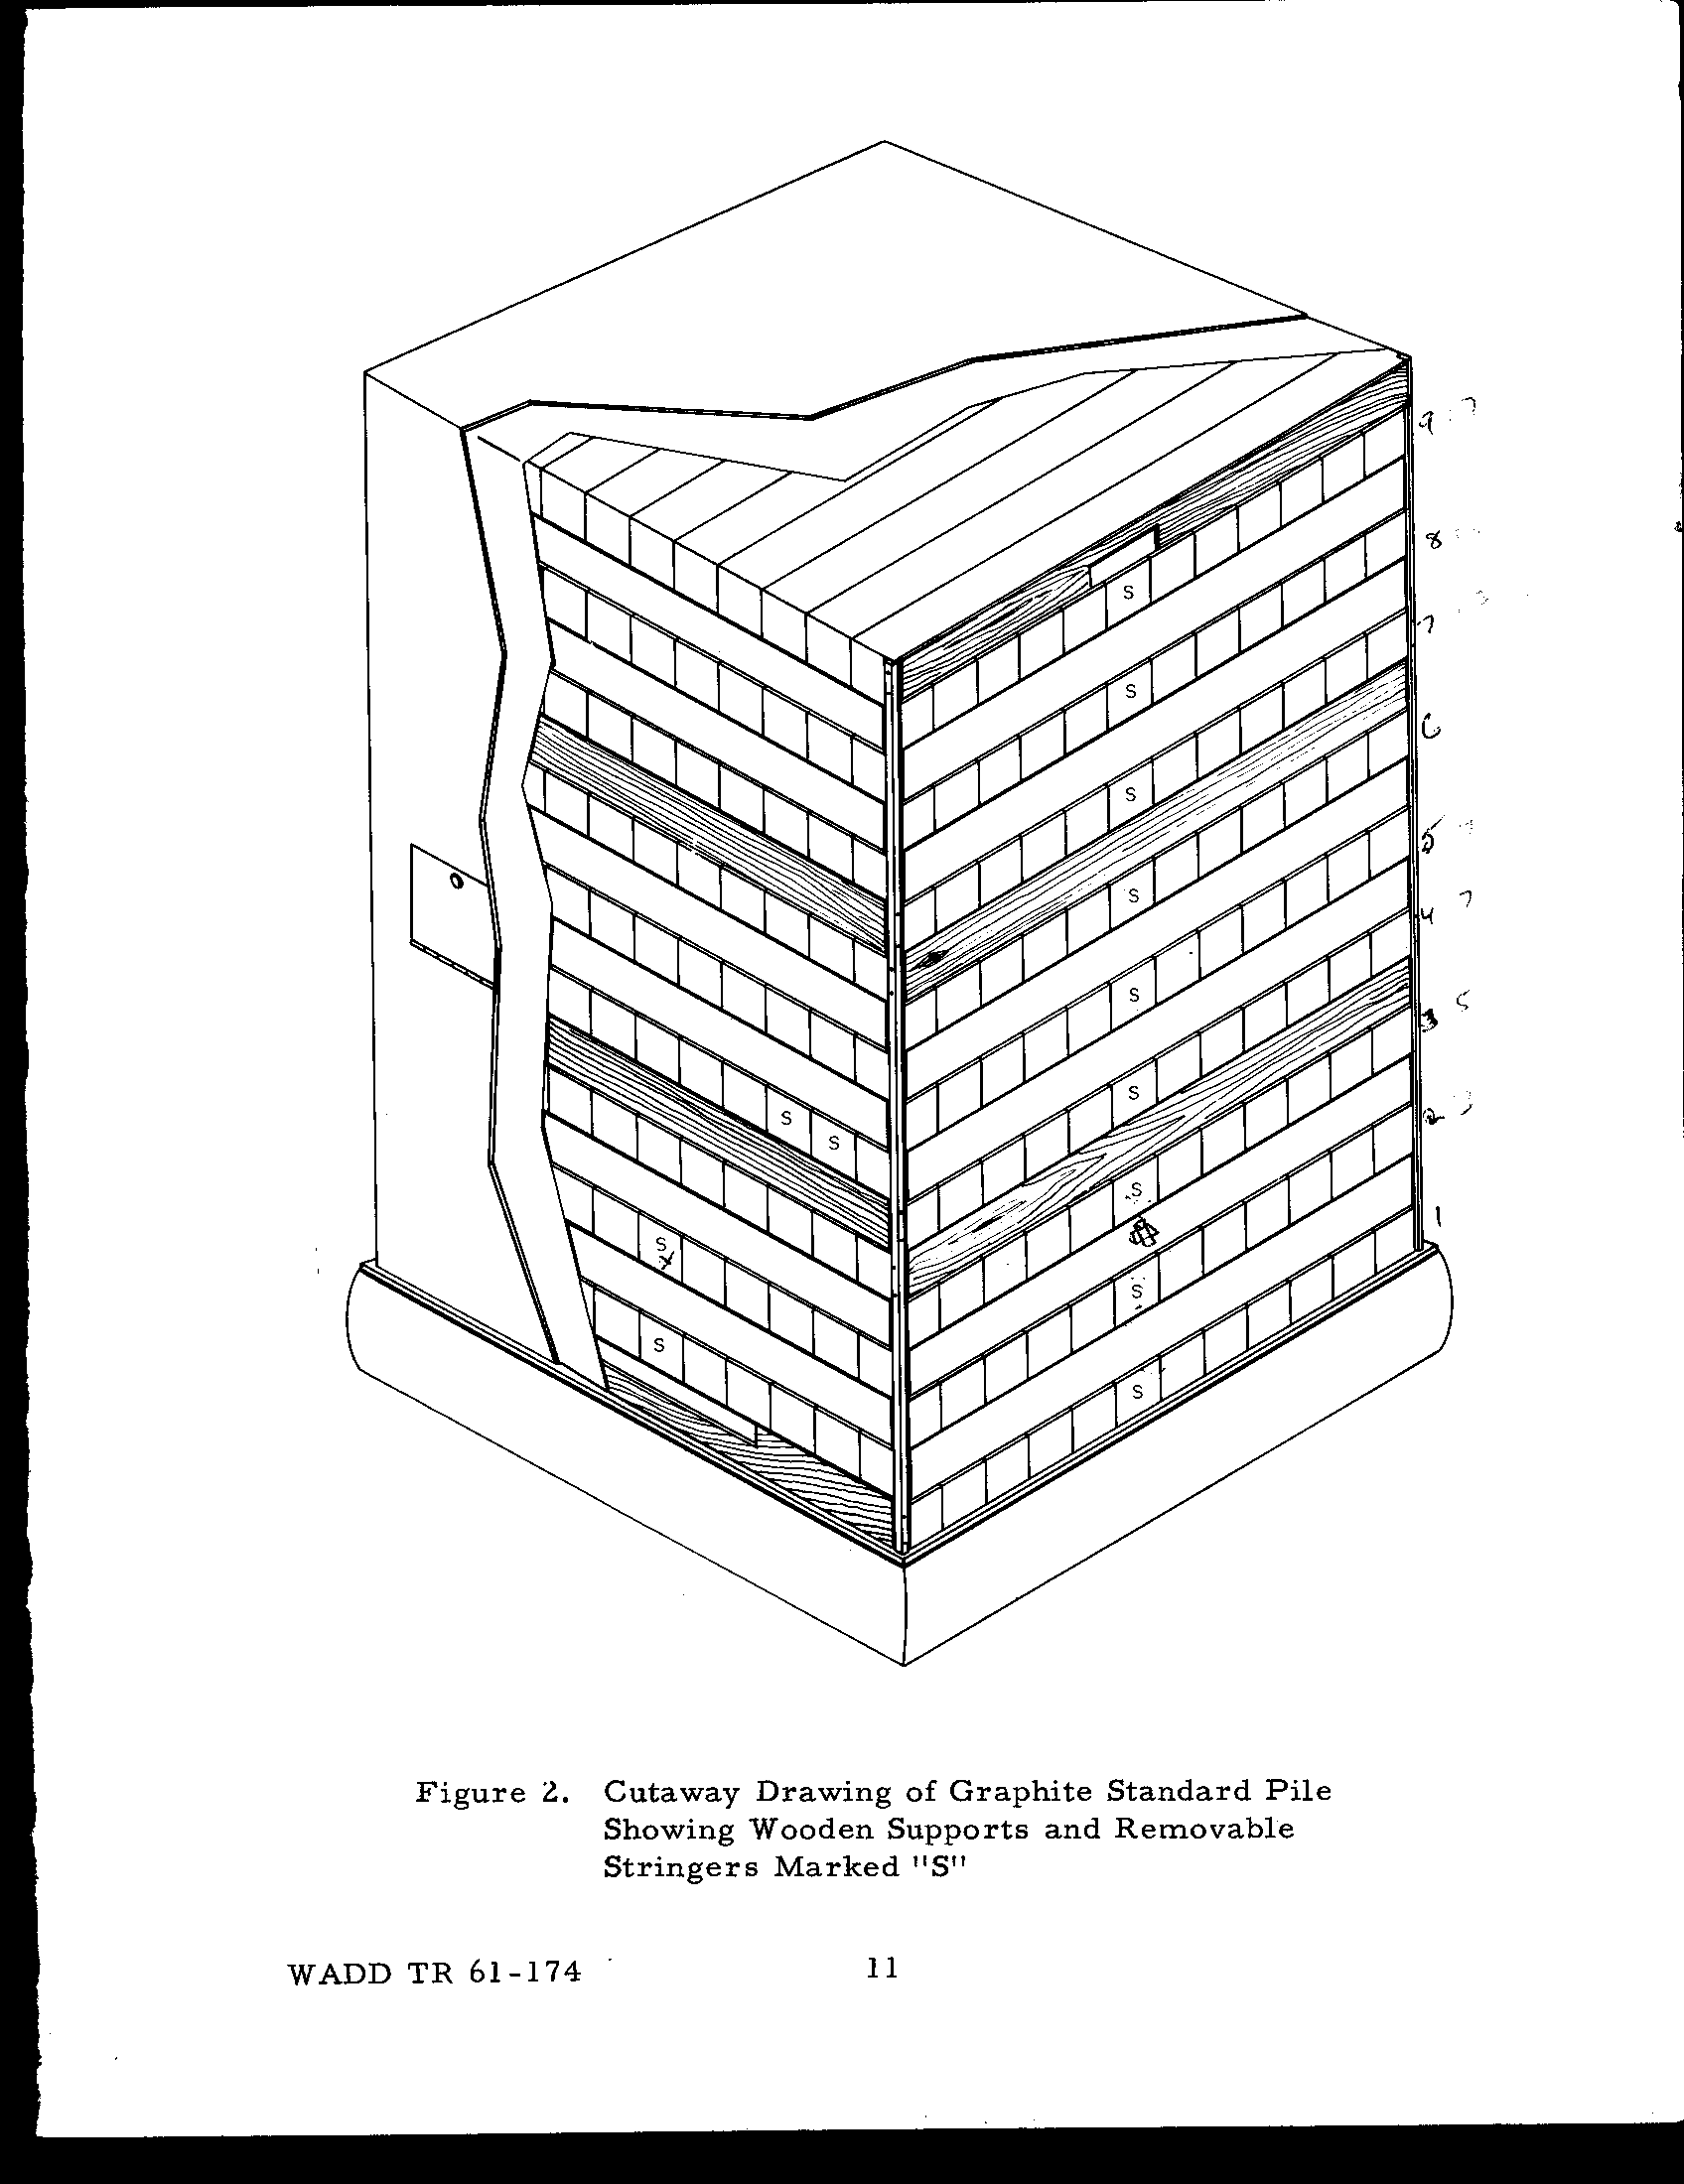 9
8
S
7
S
6
S
5
S
4
S
3
S
S
S
2
S
S
1
S
S
S
Figure 2. Cutaway Drawing of Graphite Standard Pile
Showing Wooden Supports and Removable
Stringers Marked "S"
WADD TR 61-174
11